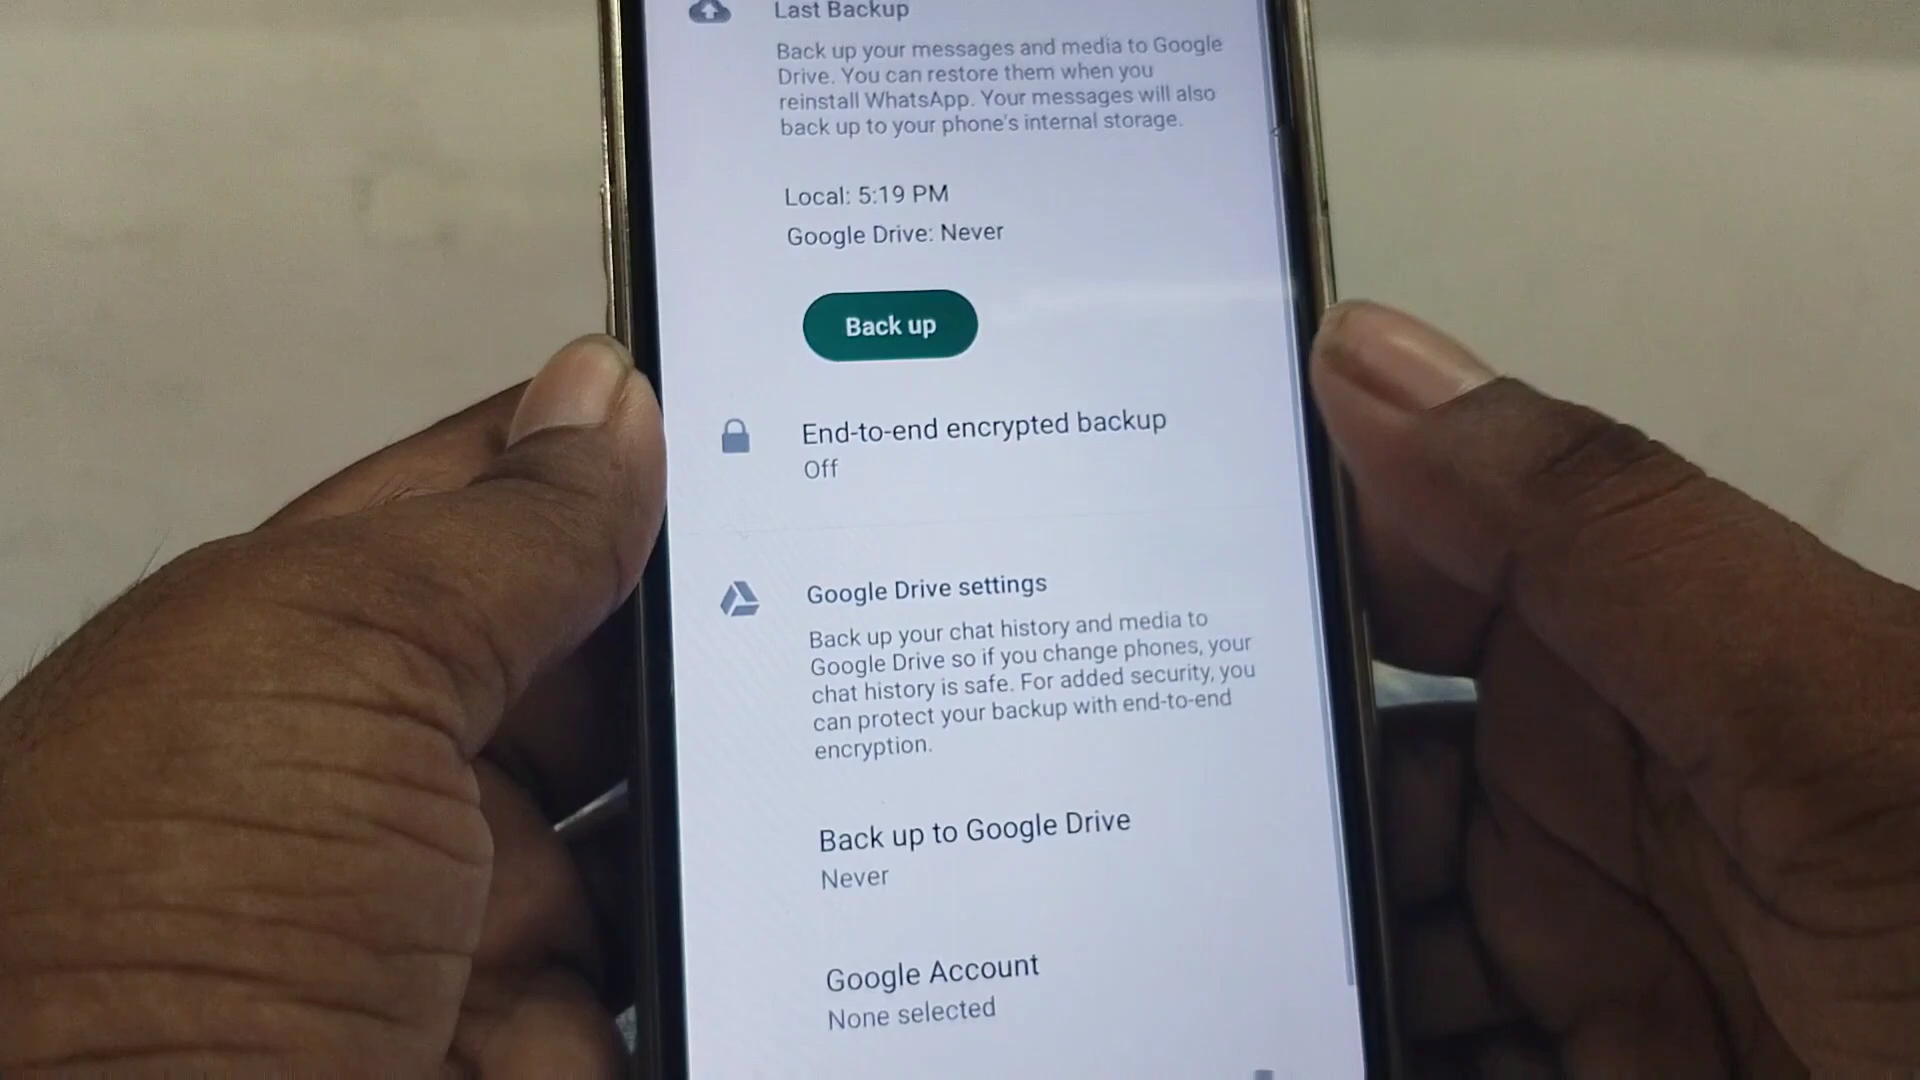 Last Backup
Back up your messages and media to Google
Drive. You can restore them when you
reinstall WhatsApp. Your messages will also
back up to your phone's internal storage.
Local: 5:19 PM
Google Drive: Never
Back up
End-to-end encrypted backup
Off
Google Drive settings
Back up your chat history and media to
Google Drive so if you change phones, your
chat history is safe. For added security, you
can protect your backup with end-to-end
encryption.
Back up to Google Drive
Never
Google Account
None selected